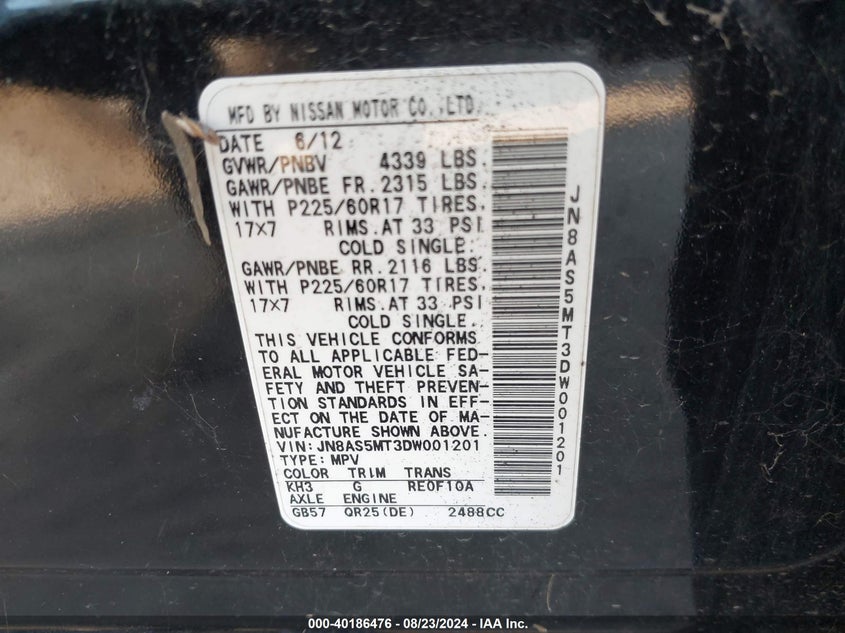 MFD BY NISSAN MOTOR CO.,LTD.
DATE 6/12
GVWR/PNBV 4339 LBS.
GAWR/PNBE FR. 2315 LBS.
WITH P225/60R17 TIRES.
17X7 RIMS.AT 33 PSI
COLD SINGLE.
GAWR/PNBE RR. 2116 LBS.
WITH P225/60R17 TIRES.
17X7 RIMS.AT 33 PSI
COLD SINGLE.
THIS VEHICLE CONFORMS
TO ALL APPLICABLE FED-
ERAL MOTOR VEHICLE SA-
FETY AND THEFT PREVEN-
TION STANDARDS IN EFF-
ECT ON THE DATE OF MA-
NUFACTURE SHOWN ABOVE.
VIN: JN8AS5MT3DW001201
TYPE: MPV
COLOR TRIM TRANS
KH3 G RE0F10A
AXLE ENGINE
GB57 QR25(DE) 2488CC
JN8AS5MT3DW001201
000-40186476 - 08/23/2024 - IAA Inc.